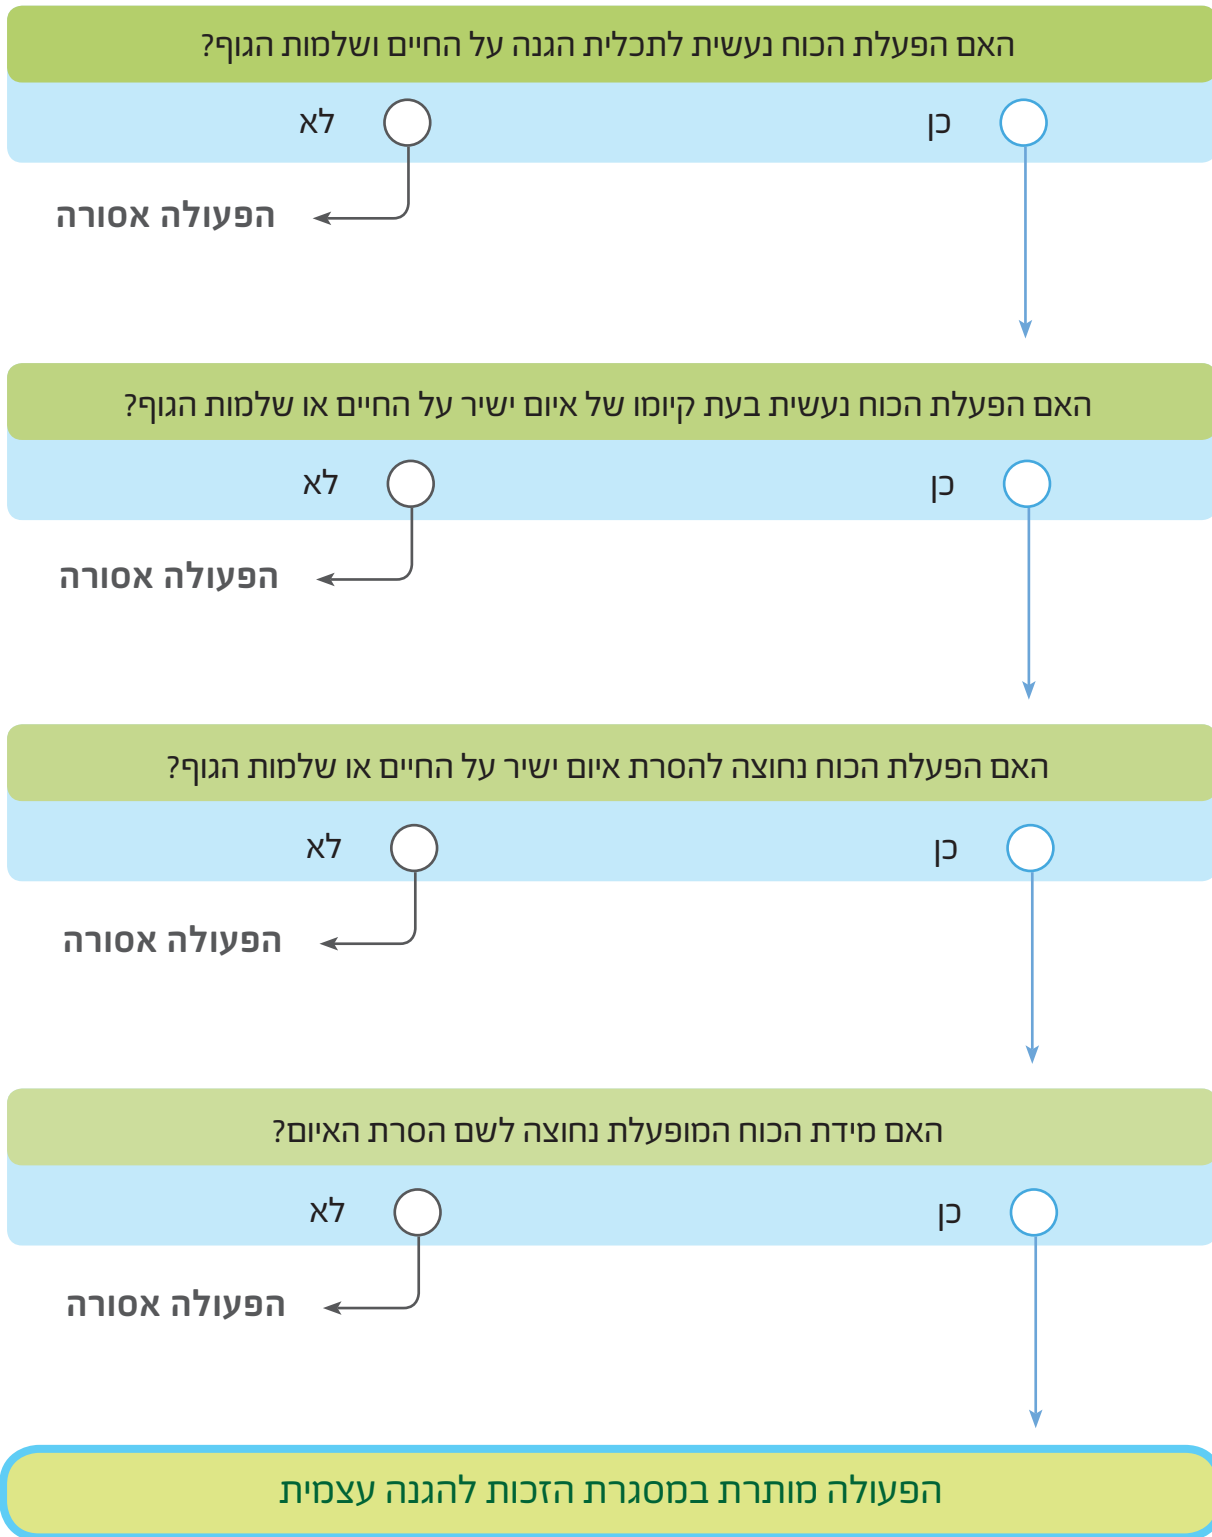 האם הפעלת הכוח נעשית לתכלית הגנה על החיים ושלמות הגוף?
כן
לא
הפעולה אסורה
האם הפעלת הכוח נעשית בעת קיומו של איום ישיר על החיים או שלמות הגוף?
כן
לא
הפעולה אסורה
האם הפעלת הכוח נחוצה להסרת איום ישיר על החיים או שלמות הגוף?
כן
לא
הפעולה אסורה
האם מידת הכוח המופעלת נחוצה לשם הסרת האיום?
כן
לא
הפעולה אסורה
הפעולה מותרת במסגרת הזכות להגנה עצמית